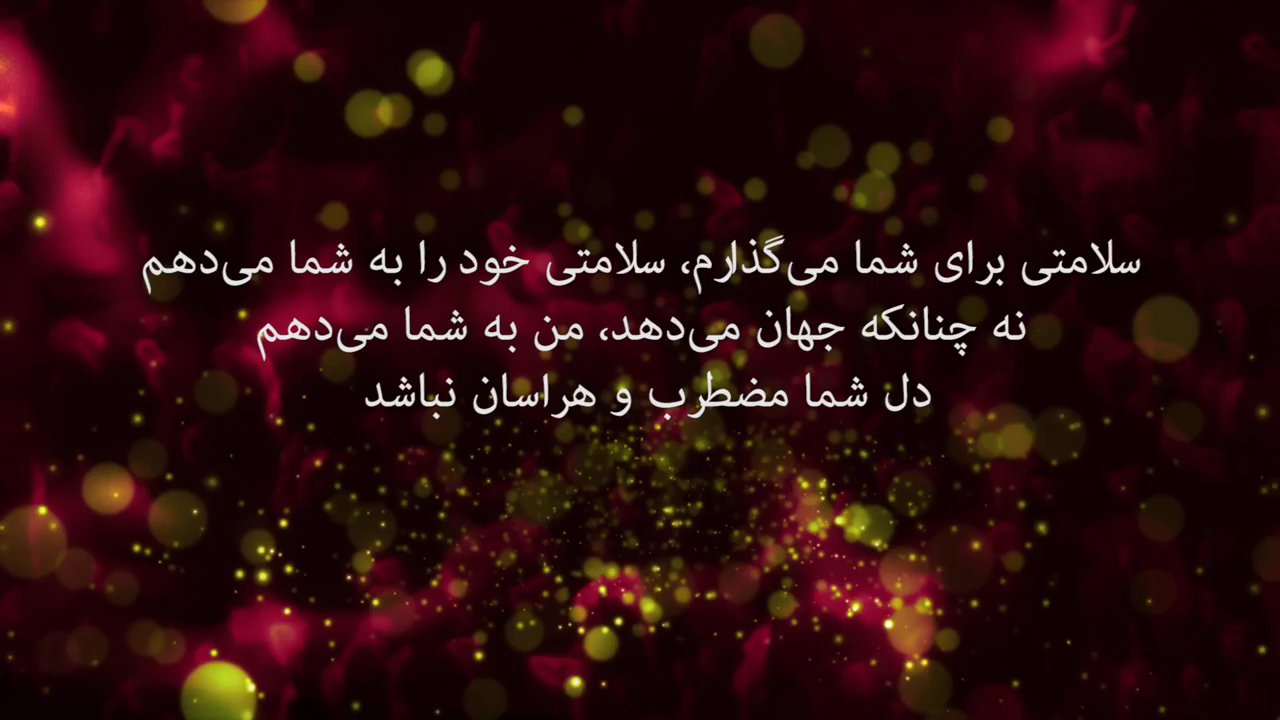 سلامتی برای شما می‌گذارم، سلامتی خود را به شما می‌دهم
نه چنانکه جهان می‌دهد، من به شما می‌دهم
دل شما مضطرب و هراسان نباشد